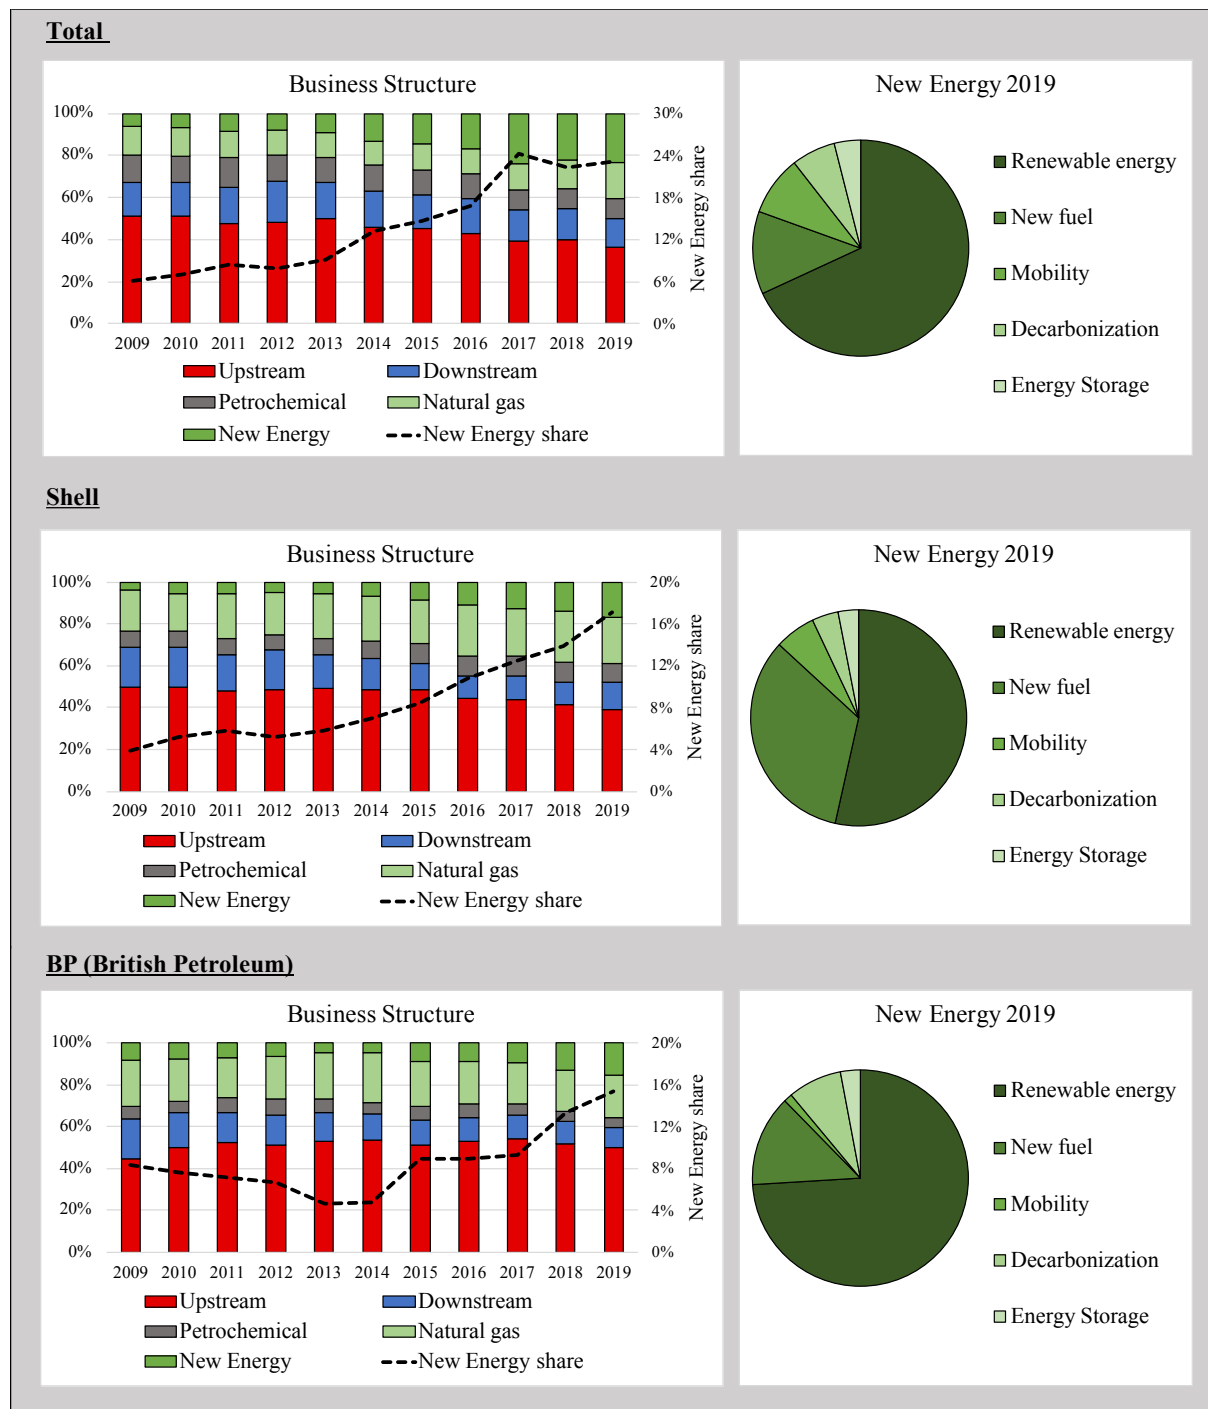 Total
Business Structure
100%
80%
60%
40%
20%
0%
30%
24%
18%
12%
6%
0%
New Energy share
2009 2010 2011 2012 2013 2014 2015 2016 2017 2018 2019
Upstream Downstream
Petrochemical Natural gas
New Energy New Energy share
New Energy 2019
Renewable energy
New fuel
Mobility
Decarbonization
Energy Storage
Shell
Business Structure
100%
80%
60%
40%
20%
0%
20%
16%
12%
8%
4%
0%
New Energy share
2009 2010 2011 2012 2013 2014 2015 2016 2017 2018 2019
Upstream Downstream
Petrochemical Natural gas
New Energy New Energy share
New Energy 2019
Renewable energy
New fuel
Mobility
Decarbonization
Energy Storage
BP (British Petroleum)
Business Structure
100%
80%
60%
40%
20%
0%
20%
16%
12%
8%
4%
0%
New Energy share
2009 2010 2011 2012 2013 2014 2015 2016 2017 2018 2019
Upstream Downstream
Petrochemical Natural gas
New Energy New Energy share
New Energy 2019
Renewable energy
New fuel
Mobility
Decarbonization
Energy Storage